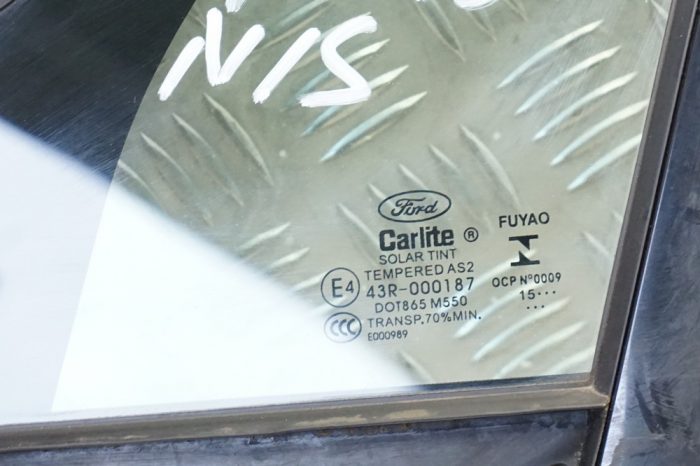 NIS
Ford
Carlite ®
SOLAR TINT
TEMPERED AS2
E4 43R-000187
DOT865 M550
CCC TRANSP.70%MIN.
E000989
FUYAO
OCP Nº0009
15···
···